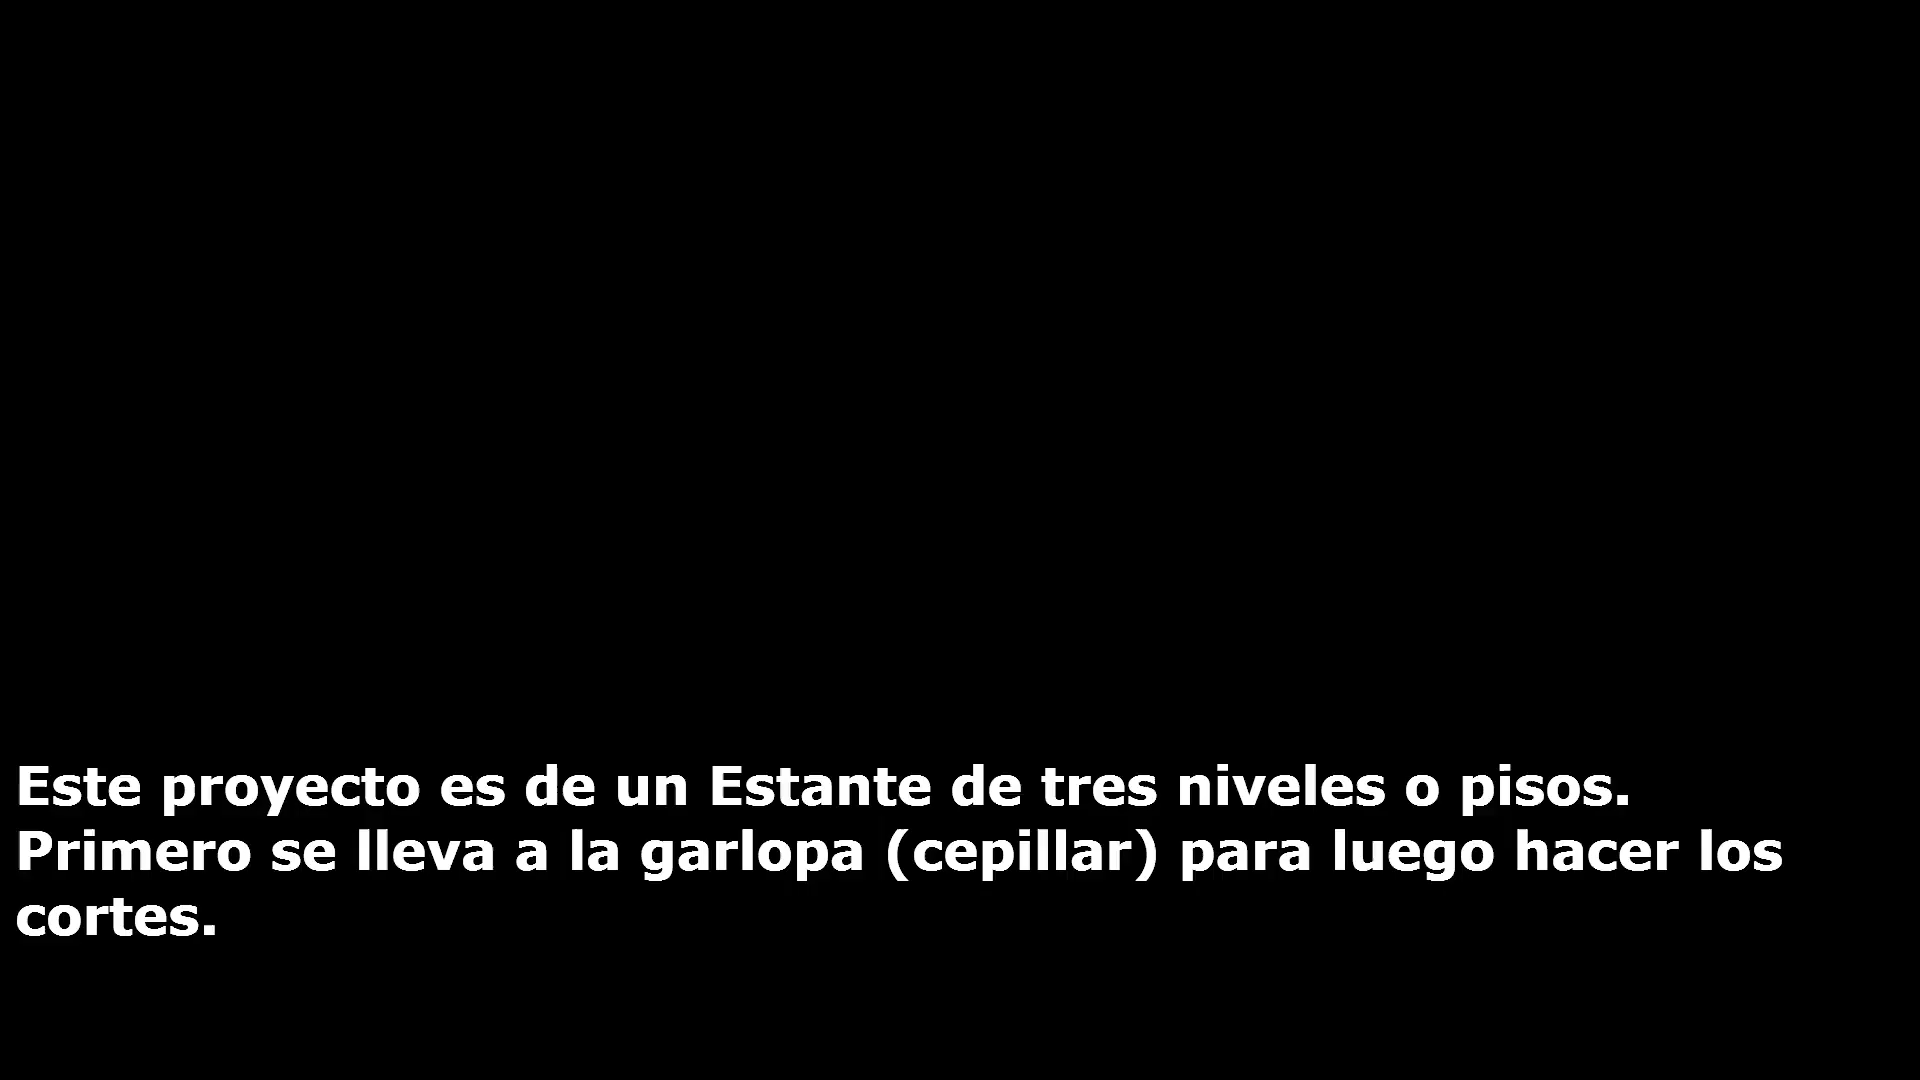 Este proyecto es de un Estante de tres niveles o pisos.
Primero se lleva a la garlopa (cepillar) para luego hacer los
cortes.